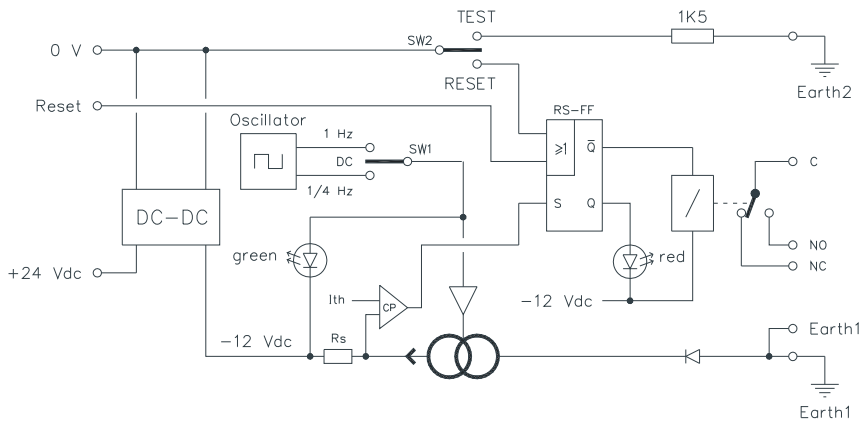 TEST
1K5
0 V
SW2
RESET
Earth2
Reset
RS-FF
Oscillator
1 Hz
DC
SW1
≥1
Q̅
C
1/4 Hz
S
Q
DC-DC
green
red
NO
+24 Vdc
NC
Ith
CP
-12 Vdc
-12 Vdc
Rs
Earth1
Earth1